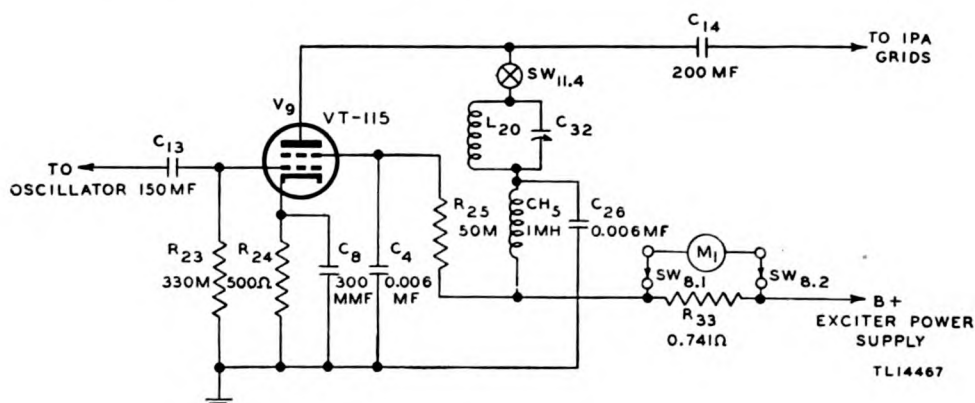 C14
TO IPA
GRIDS
200 MF
SW11.4
V9
VT-115
L20
C32
C13
TO
OSCILLATOR 150 MF
R25
50M
CH5
1MH
C26
0.006 MF
M1
R23
330M
R24
500Ω
C8
300
MMF
C4
0.006
MF
SW8.1
SW8.2
B+
R33
0.741Ω
EXCITER POWER
SUPPLY
TL14467